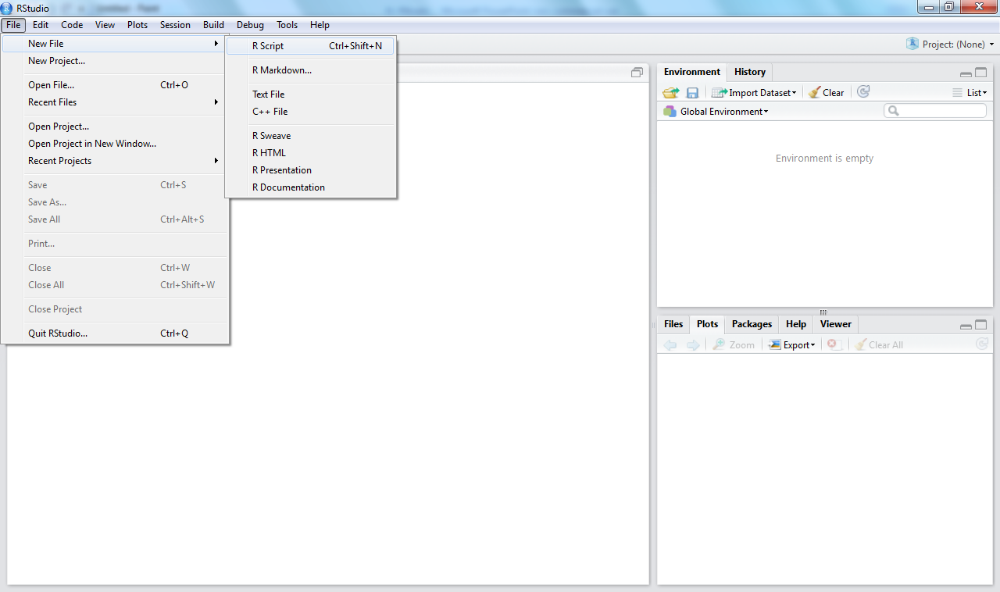 RStudio
File Edit Code View Plots Session Build Debug Tools Help
Project: (None)
New File
New Project...
Open File... Ctrl+O
Recent Files
Open Project...
Open Project in New Window...
Recent Projects
Save Ctrl+S
Save As...
Save All Ctrl+Alt+S
Print...
Close Ctrl+W
Close All Ctrl+Shift+W
Close Project
Quit RStudio... Ctrl+Q
R Script Ctrl+Shift+N
R Markdown...
Text File
C++ File
R Sweave
R HTML
R Presentation
R Documentation
Environment History
Import Dataset Clear List
Global Environment
Environment is empty
Files Plots Packages Help Viewer
Zoom Export Clear All